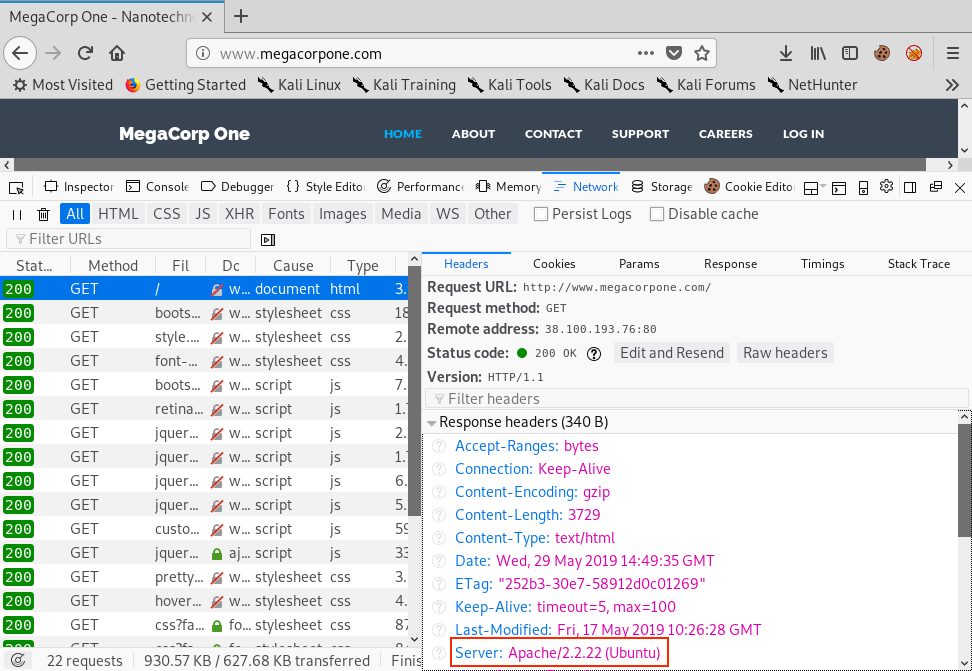 MegaCorp One - Nanotechn
www.megacorpone.com
Most Visited Getting Started Kali Linux Kali Training Kali Tools Kali Docs Kali Forums NetHunter
MegaCorp One HOME ABOUT CONTACT SUPPORT CAREERS LOG IN
Inspector Console Debugger Style Editor Performance Memory Network Storage Cookie Editor
All HTML CSS JS XHR Fonts Images Media WS Other Persist Logs Disable cache
Filter URLs
Stat... Method Fil Dc Cause Type
200 GET / w... document html 3.
200 GET boots... w... stylesheet css 18
200 GET style.... w... stylesheet css 2.
200 GET font-... w... stylesheet css 4.
200 GET boots... w... script js 7.
200 GET retina... w... script js 1.
200 GET jquer... w... script js 2.
200 GET jquer... w... script js 1.
200 GET jquer... w... script js 6.
200 GET jquer... w... script js 5.
200 GET custo... w... script js 59
200 GET jquer... aj... script js 33
200 GET pretty... w... stylesheet css 3.
200 GET hover... w... stylesheet css 4.
200 GET css?fa... fo... stylesheet css 87
22 requests 930.57 KB / 627.68 KB transferred Finis
Headers Cookies Params Response Timings Stack Trace
Request URL: http://www.megacorpone.com/
Request method: GET
Remote address: 38.100.193.76:80
Status code: 200 OK Edit and Resend Raw headers
Version: HTTP/1.1
Filter headers
Response headers (340 B)
Accept-Ranges: bytes
Connection: Keep-Alive
Content-Encoding: gzip
Content-Length: 3729
Content-Type: text/html
Date: Wed, 29 May 2019 14:49:35 GMT
ETag: "252b3-30e7-58912d0c01269"
Keep-Alive: timeout=5, max=100
Last-Modified: Fri, 17 May 2019 10:26:28 GMT
Server: Apache/2.2.22 (Ubuntu)